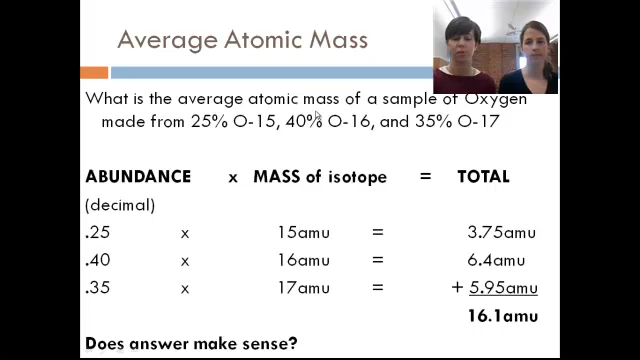 Average Atomic Mass
What is the average atomic mass of a sample of Oxygen
made from 25% O-15, 40% O-16, and 35% O-17
ABUNDANCE x MASS of isotope = TOTAL
(decimal)
.25 x 15amu = 3.75amu
.40 x 16amu = 6.4amu
.35 x 17amu = + 5.95amu
16.1amu
Does answer make sense?